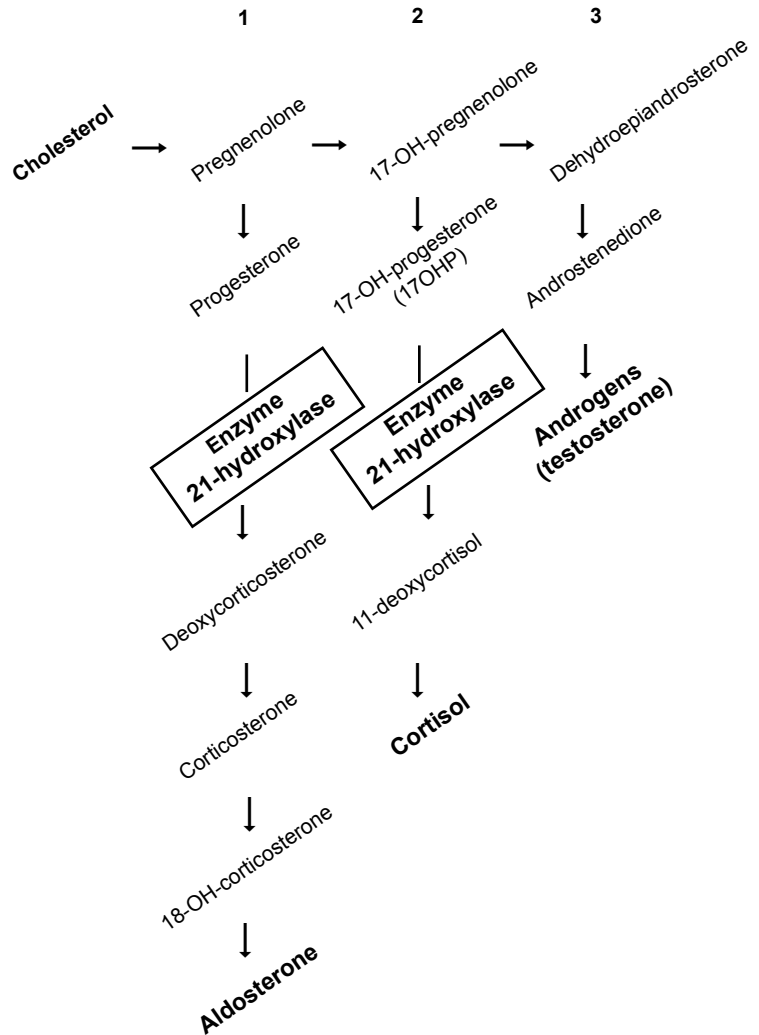 1
2
3
Cholesterol
Pregnenolone
17-OH-pregnenolone
Dehydroepiandrosterone
Progesterone
17-OH-progesterone
(17OHP)
Androstenedione
Enzyme
21-hydroxylase
Enzyme
21-hydroxylase
Androgens
(testosterone)
Deoxycorticosterone
11-deoxycortisol
Corticosterone
Cortisol
18-OH-corticosterone
Aldosterone